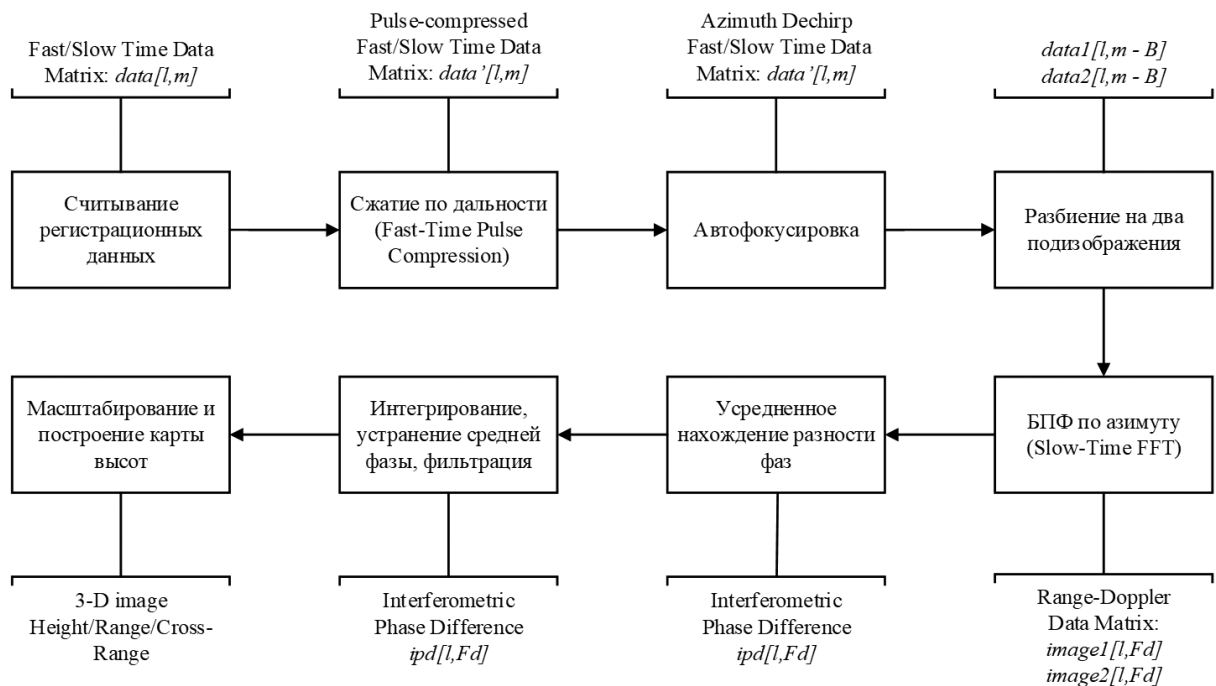 Fast/Slow Time Data
Matrix: data[l,m]
Pulse-compressed
Fast/Slow Time Data
Matrix: data’[l,m]
Azimuth Dechirp
Fast/Slow Time Data
Matrix: data’[l,m]
data1[l,m - B]
data2[l,m - B]
Считывание
регистрационных
данных
Сжатие по дальности
(Fast-Time Pulse
Compression)
Автофокусировка
Разбиение на два
подизображения
Масштабирование и
построение карты
высот
Интегрирование,
устранение средней
фазы, фильтрация
Усредненное
нахождение разности
фаз
БПФ по азимуту
(Slow-Time FFT)
3-D image
Height/Range/Cross-
Range
Interferometric
Phase Difference
ipd[l,Fd]
Interferometric
Phase Difference
ipd[l,Fd]
Range-Doppler
Data Matrix:
image1[l,Fd]
image2[l,Fd]